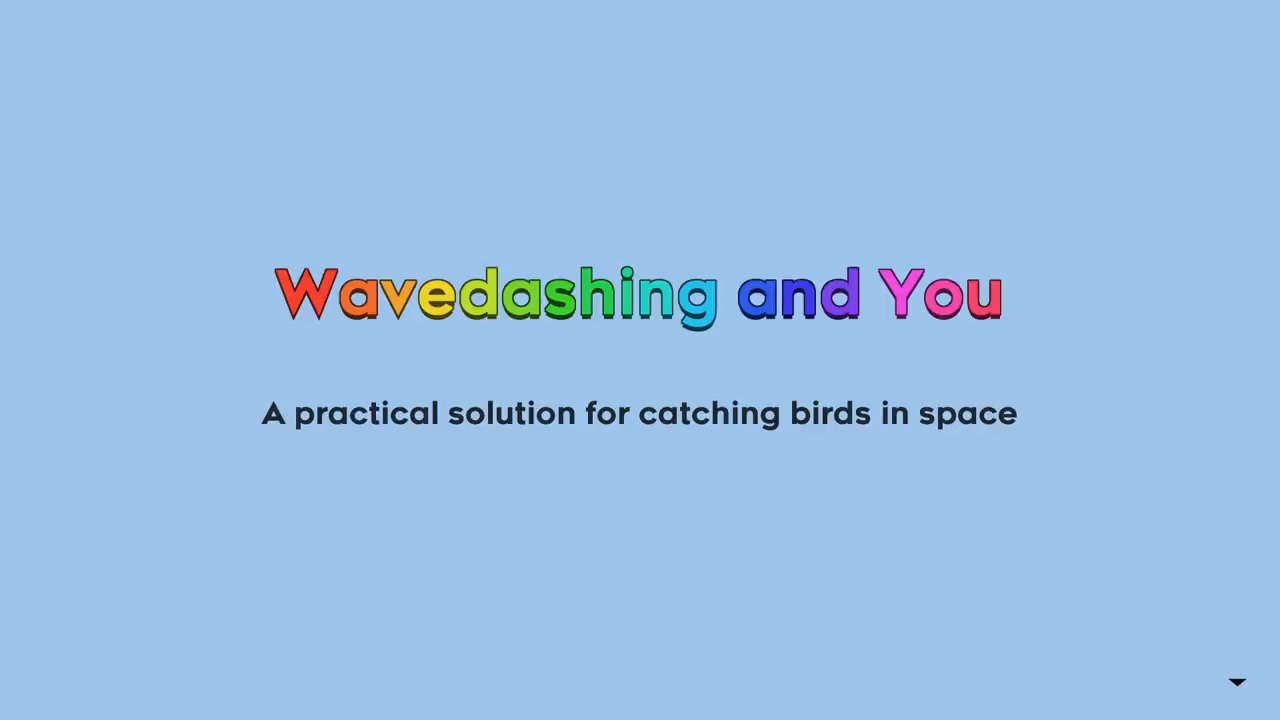 Wavedashing and You
A practical solution for catching birds in space